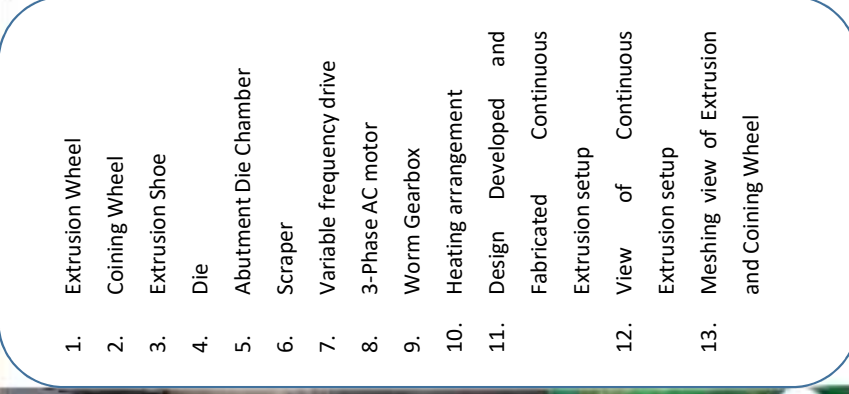 1. Extrusion Wheel
2. Coining Wheel
3. Extrusion Shoe
4. Die
5. Abutment Die Chamber
6. Scraper
7. Variable frequency drive
8. 3-Phase AC motor
9. Worm Gearbox
10. Heating arrangement
11. Design Developed and
Fabricated Continuous
Extrusion setup
12. View of Continuous
Extrusion setup
13. Meshing view of Extrusion
and Coining Wheel